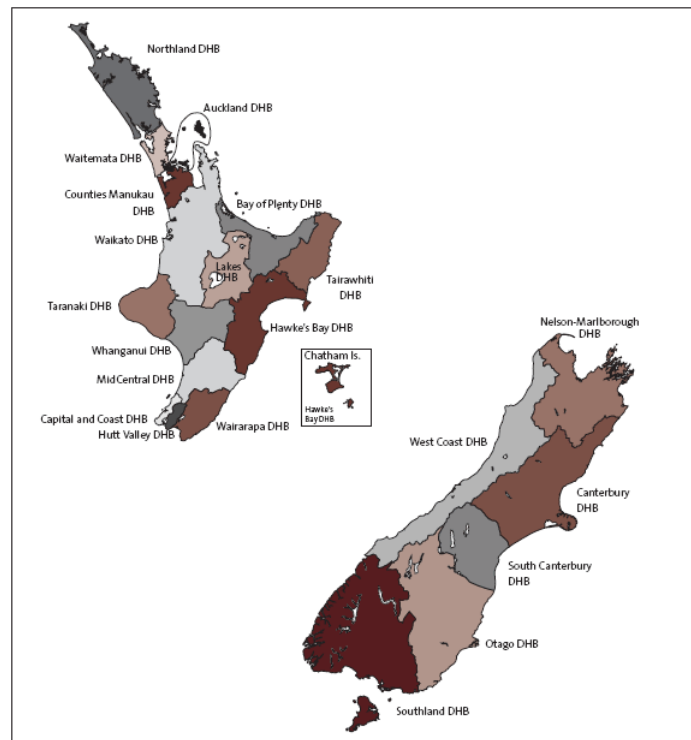 Northland DHB
Auckland DHB
Waitemata DHB
Counties Manukau
DHB
Bay of Plenty DHB
Waikato DHB
Lakes
DHB
Tairawhiti
DHB
Taranaki DHB
Hawke's Bay DHB
Whanganui DHB
MidCentral DHB
Chatham Is.
Hawke's
Bay DHB
Capital and Coast DHB
Hutt Valley DHB
Wairarapa DHB
Nelson-Marlborough
DHB
West Coast DHB
Canterbury
DHB
South Canterbury
DHB
Otago DHB
Southland DHB